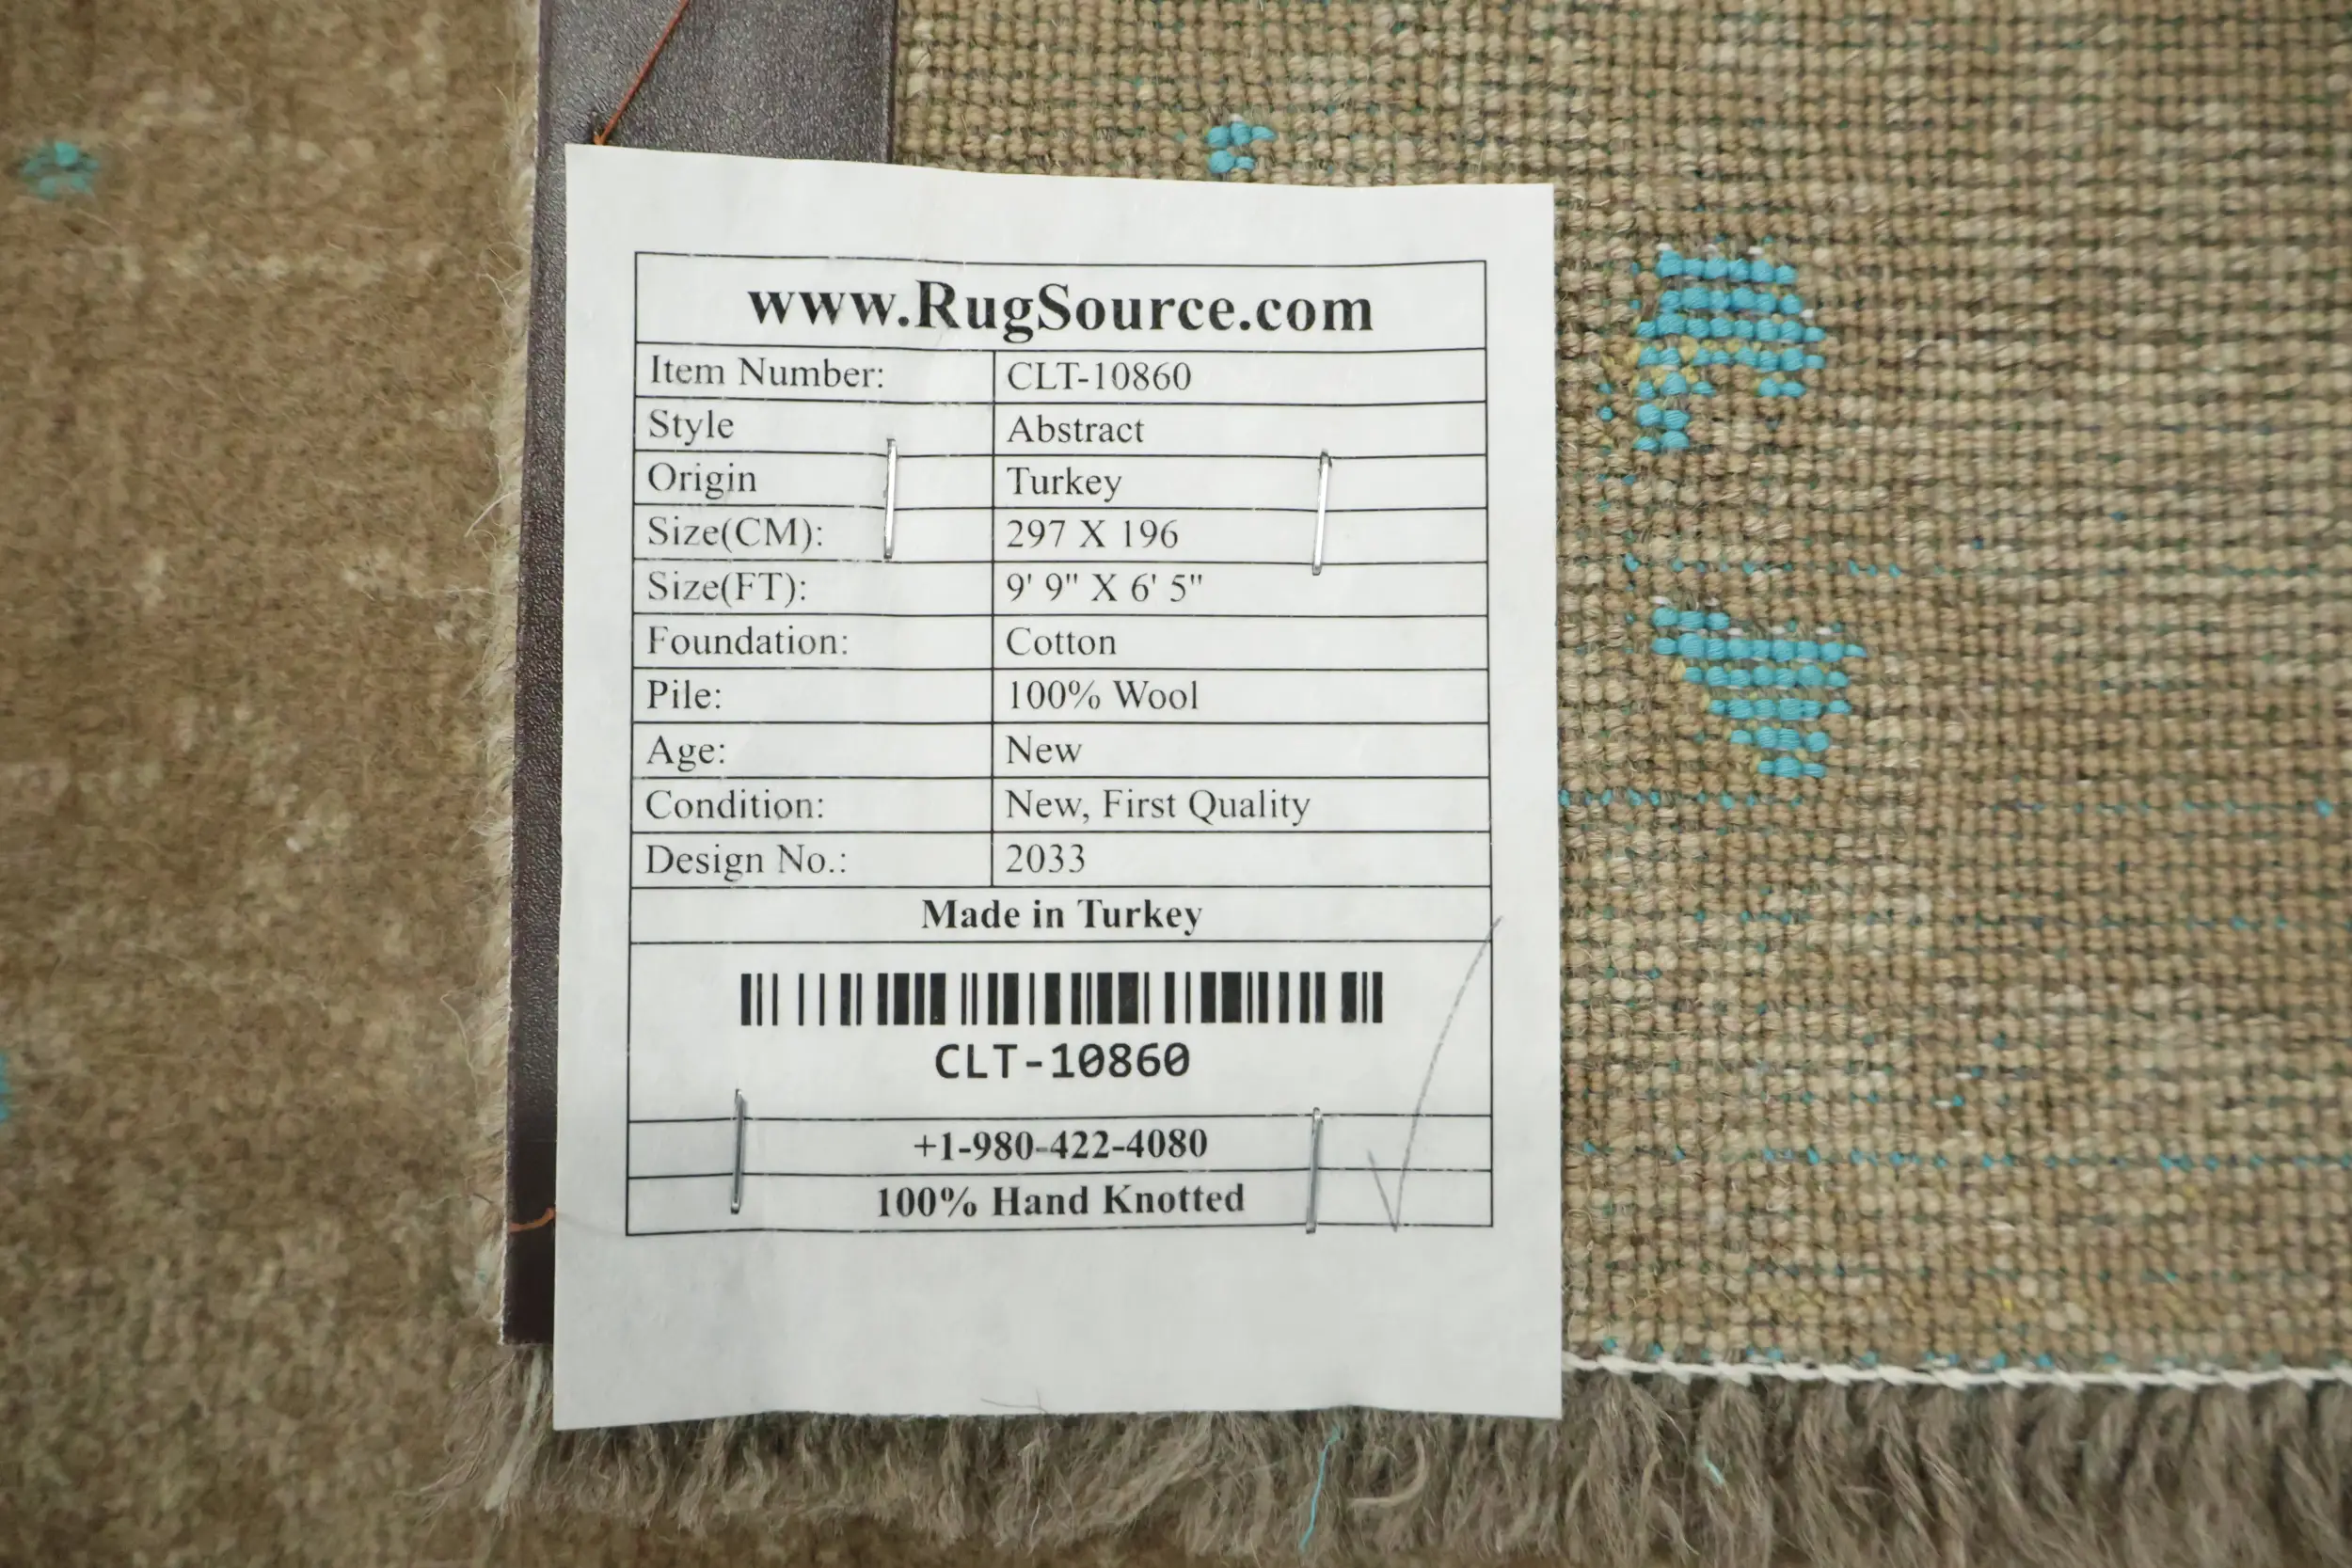 www.RugSource.com
Item Number: CLT-10860
Style Abstract
Origin Turkey
Size(CM): 297 X 196
Size(FT): 9' 9" X 6' 5"
Foundation: Cotton
Pile: 100% Wool
Age: New
Condition: New, First Quality
Design No.: 2033
Made in Turkey
CLT-10860
+1-980-422-4080
100% Hand Knotted